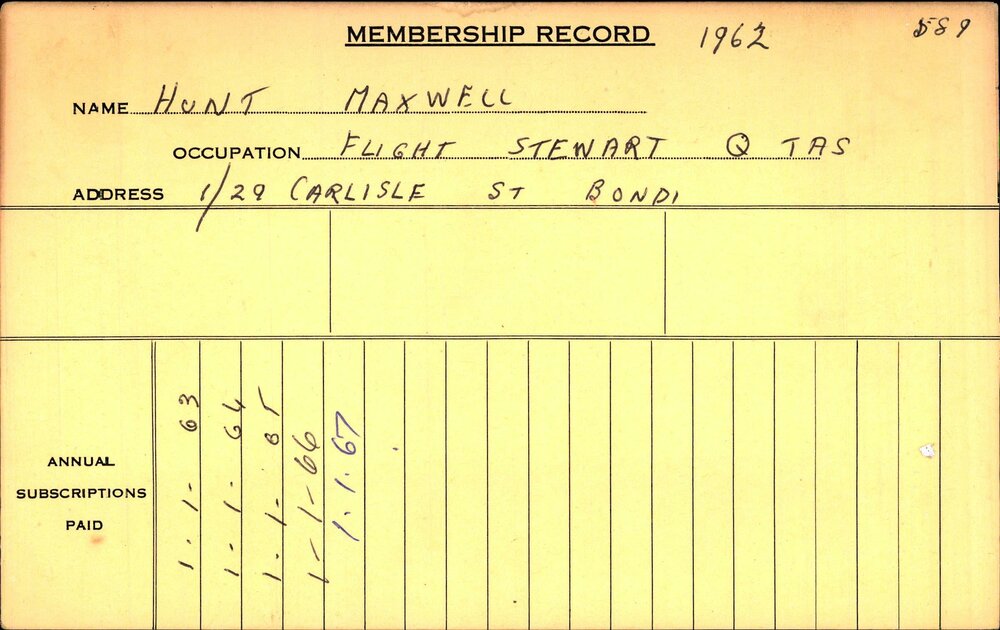 MEMBERSHIP RECORD 1962 589
NAME HUNT MAXWELL
OCCUPATION FLIGHT STEWART Q TAS
ADDRESS 1/29 CARLISLE ST BONDI
ANNUAL
SUBSCRIPTIONS
PAID
1-1-63
1-1-64
1-1-65
1-1-66
1.1.67